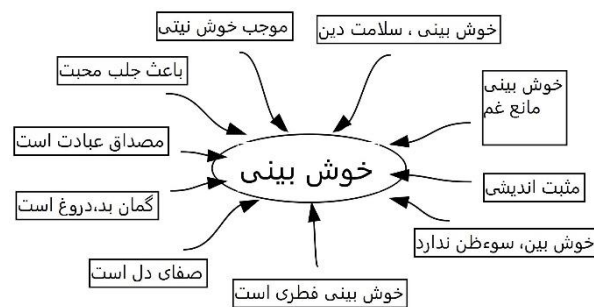 خوش بینی ، سلامت دین
موجب خوش نیتی
باعث جلب محبت
خوش بینی
مانع غم
مصداق عبادت است
خوش بینی
مثبت اندیشی
گمان بد،دروغ است
خوش بین، سوءظن ندارد
صفای دل است
خوش بینی فطری است